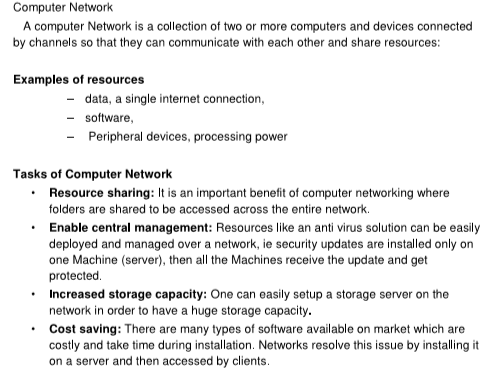 Computer Network
A computer Network is a collection of two or more computers and devices connected
by channels so that they can communicate with each other and share resources:
Examples of resources
– data, a single internet connection,
– software,
– Peripheral devices, processing power
Tasks of Computer Network
• Resource sharing: It is an important benefit of computer networking where
folders are shared to be accessed across the entire network.
• Enable central management: Resources like an anti virus solution can be easily
deployed and managed over a network, ie security updates are installed only on
one Machine (server), then all the Machines receive the update and get
protected.
• Increased storage capacity: One can easily setup a storage server on the
network in order to have a huge storage capacity.
• Cost saving: There are many types of software available on market which are
costly and take time during installation. Networks resolve this issue by installing it
on a server and then accessed by clients.